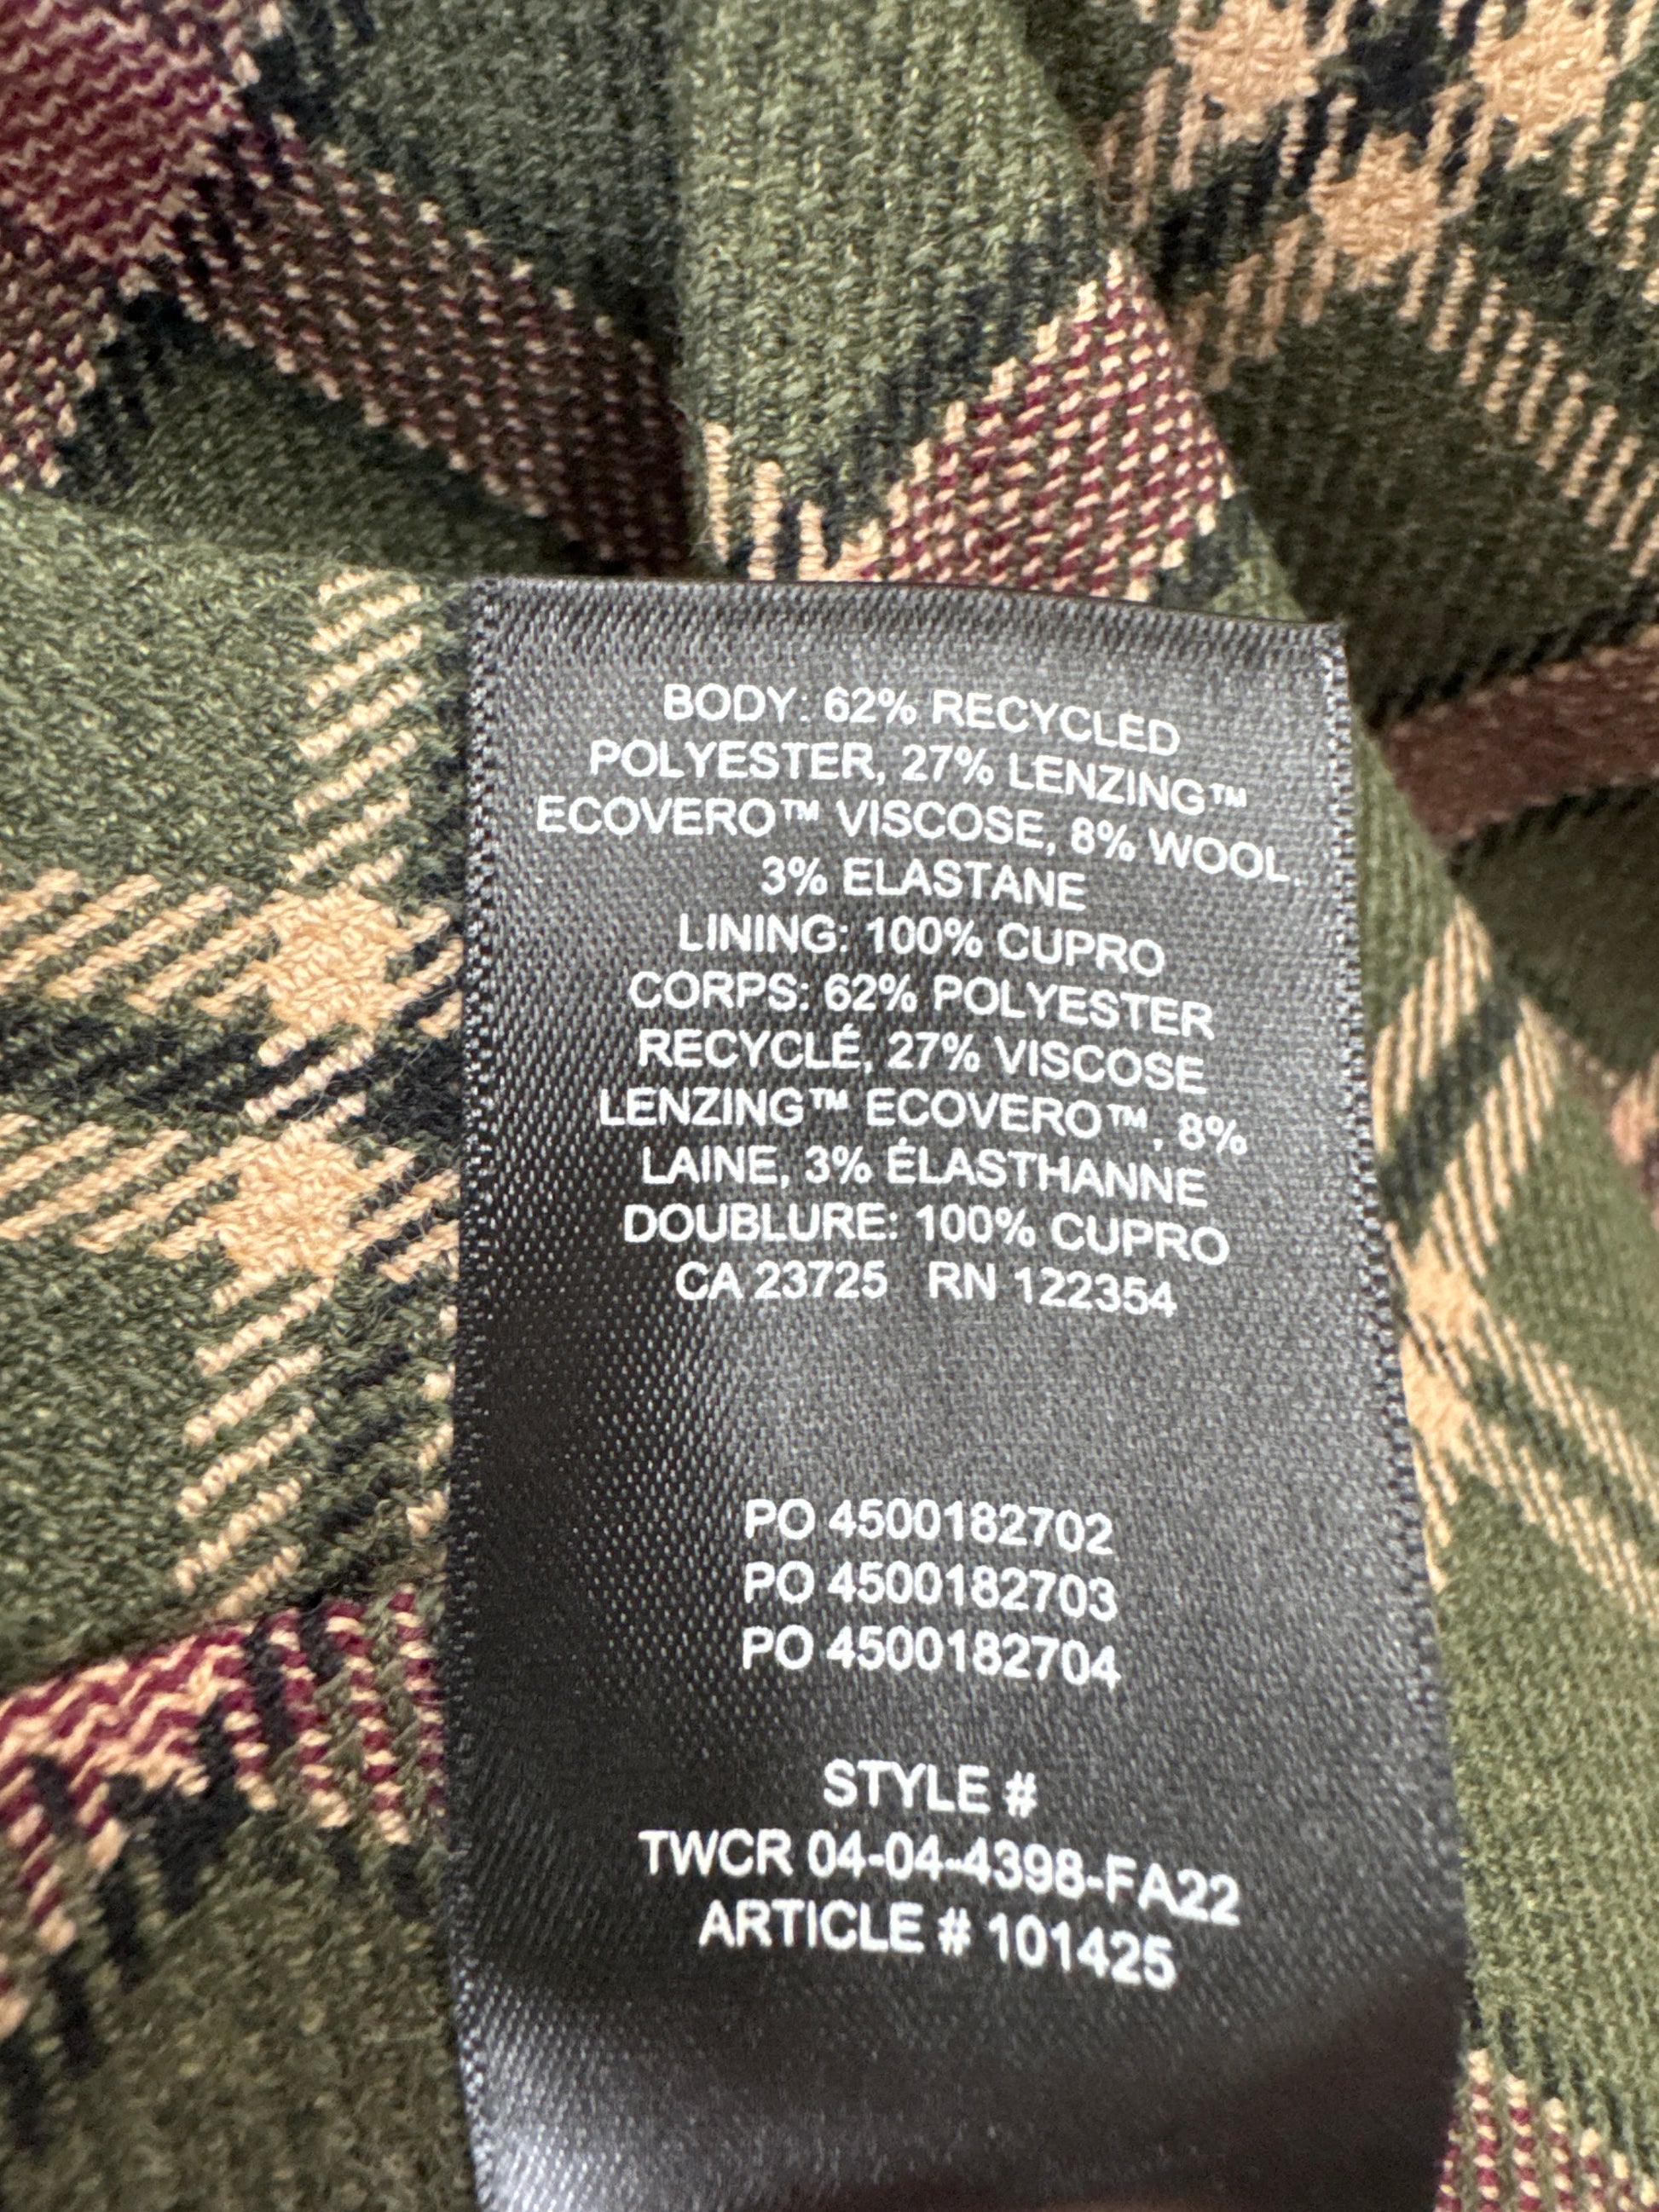 BODY: 62% RECYCLED
POLYESTER, 27% LENZING™
ECOVERO™ VISCOSE, 8% WOOL,
3% ELASTANE
LINING: 100% CUPRO
CORPS: 62% POLYESTER
RECYCLÉ, 27% VISCOSE
LENZING™ ECOVERO™, 8%
LAINE, 3% ÉLASTHANNE
DOUBLURE: 100% CUPRO
CA 23725 RN 122354
PO 4500182702
PO 4500182703
PO 4500182704
STYLE #
TWCR 04-04-4398-FA22
ARTICLE # 101425